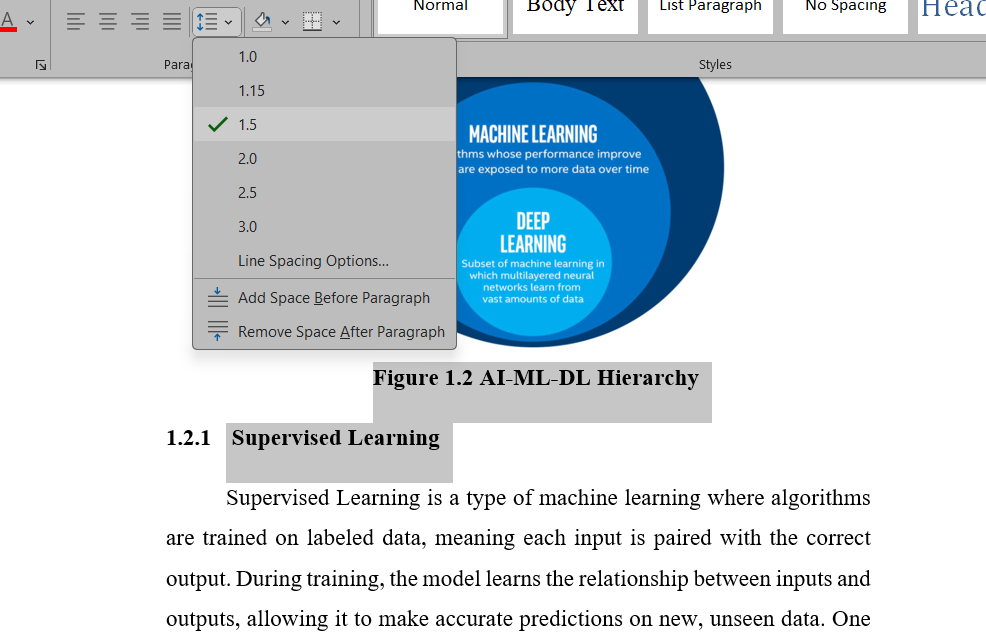 A
Normal
Body Text
List Paragraph
No Spacing
Head
Para
Styles
1.0
1.15
1.5
2.0
2.5
3.0
Line Spacing Options...
Add Space Before Paragraph
Remove Space After Paragraph
MACHINE LEARNING
thms whose performance improve
are exposed to more data over time
DEEP
LEARNING
Subset of machine learning in
which multilayered neural
networks learn from
vast amounts of data
Figure 1.2 AI-ML-DL Hierarchy
1.2.1 Supervised Learning
Supervised Learning is a type of machine learning where algorithms
are trained on labeled data, meaning each input is paired with the correct
output. During training, the model learns the relationship between inputs and
outputs, allowing it to make accurate predictions on new, unseen data. One